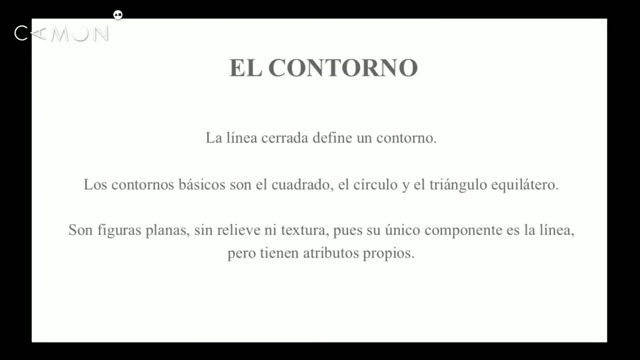 CAMON
EL CONTORNO
La línea cerrada define un contorno.
Los contornos básicos son el cuadrado, el círculo y el triángulo equilátero.
Son figuras planas, sin relieve ni textura, pues su único componente es la línea,
pero tienen atributos propios.